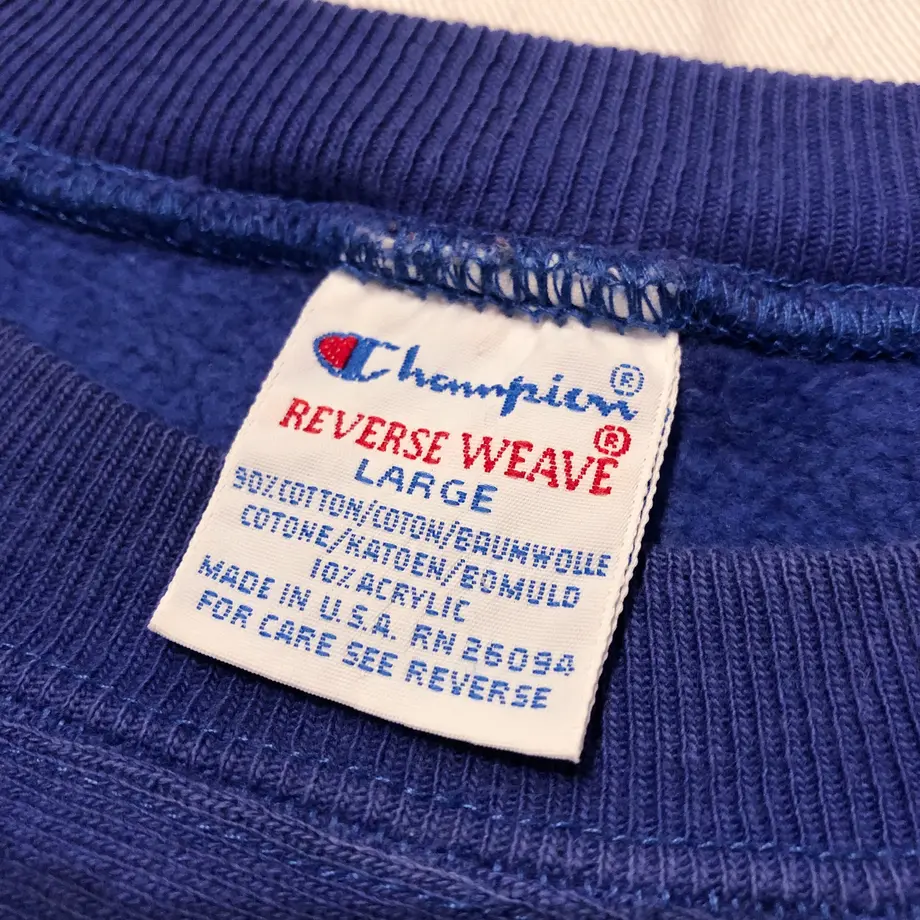 Champion®
REVERSE WEAVE®
LARGE
90% COTTON/COTON/BAUMWOLLE
COTONE/KATOEN/BOMULD
10% ACRYLIC
MADE IN U.S.A. RN 26094
FOR CARE SEE REVERSE